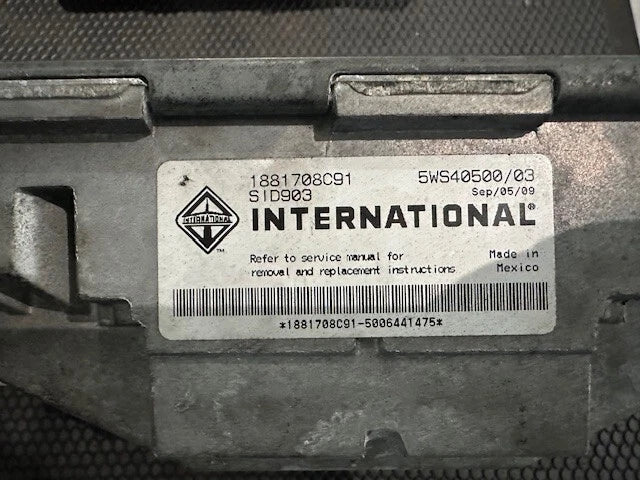 1881708C91 5WS40500/03
SID903 Sep/05/09
INTERNATIONAL
INTERNATIONAL®
TM
Refer to service manual for Made in
removal and replacement instructions Mexico
*1881708C91-5006441475*